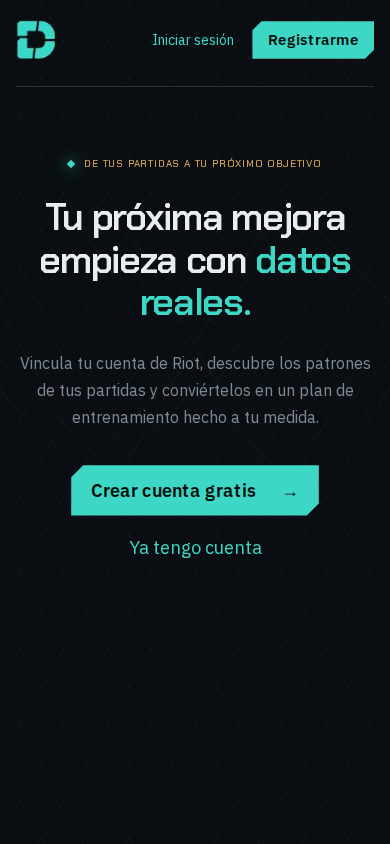 Iniciar sesión
Registrarme
DE TUS PARTIDAS A TU PRÓXIMO OBJETIVO
Tu próxima mejora
empieza con datos
reales.
Vincula tu cuenta de Riot, descubre los patrones
de tus partidas y conviértelos en un plan de
entrenamiento hecho a tu medida.
Crear cuenta gratis →
Ya tengo cuenta